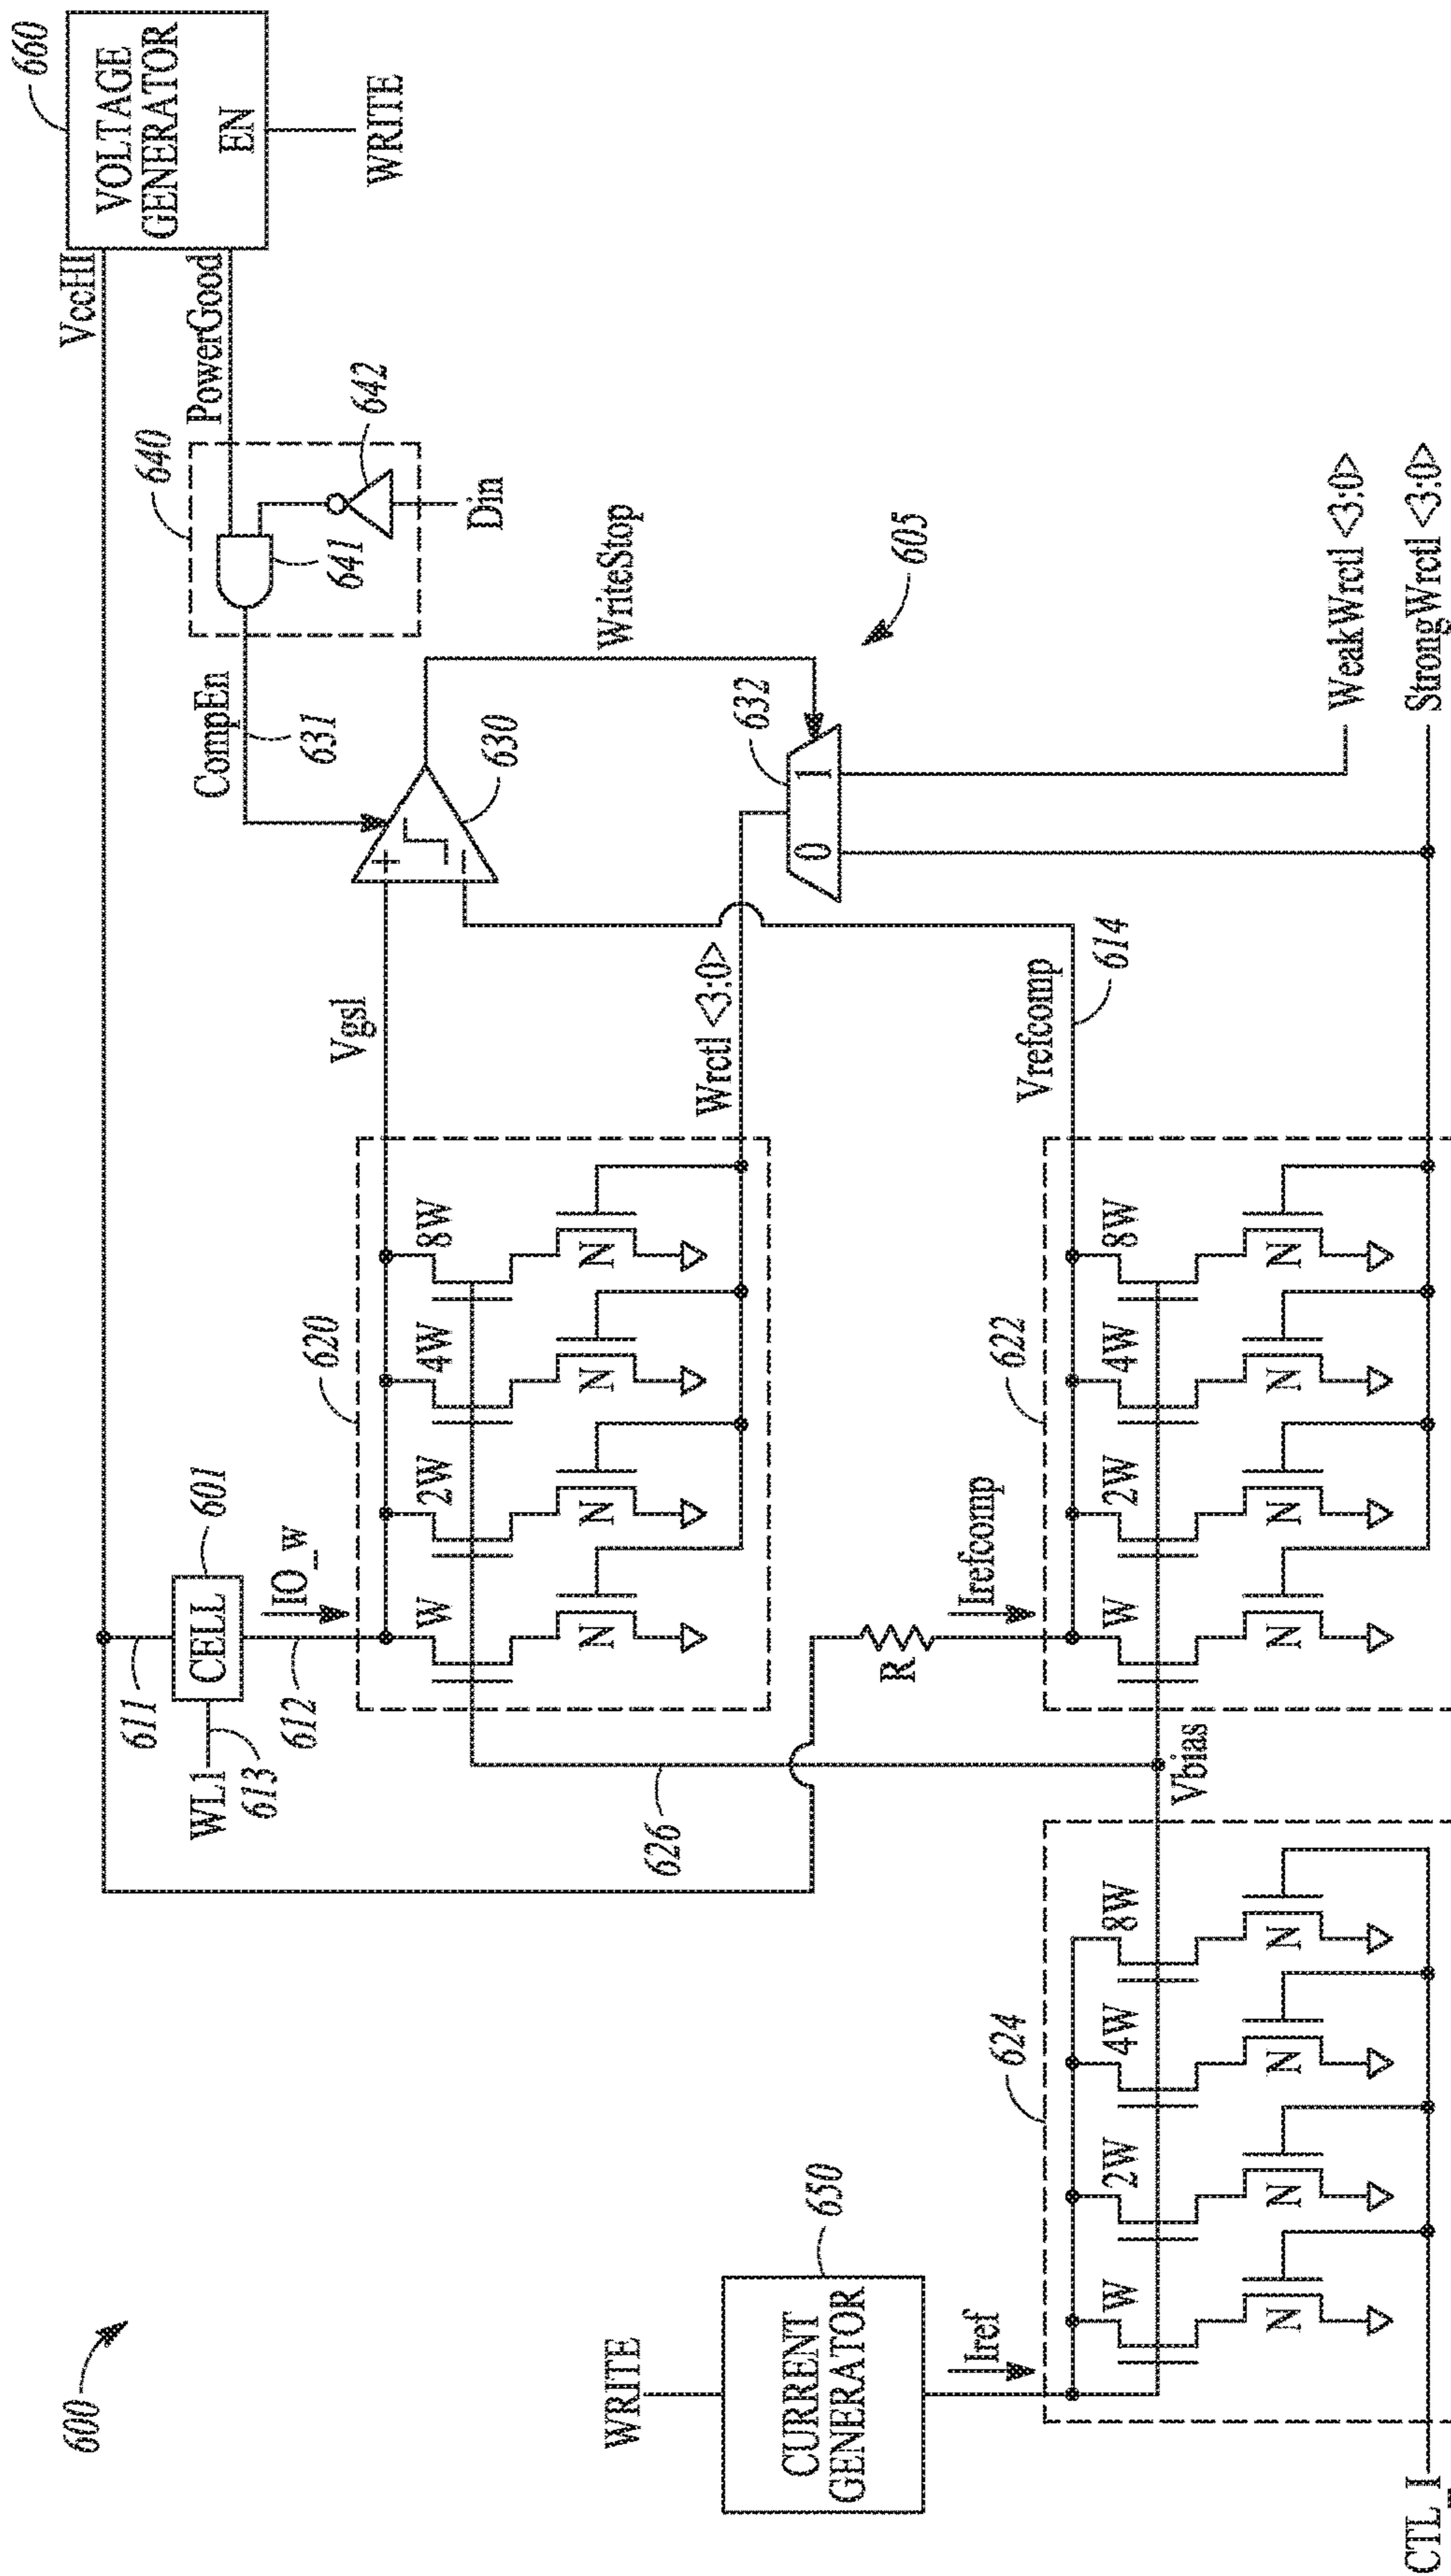 600
WRITE
CURRENT
GENERATOR
650
Iref
624
W
2W
4W
8W
N
N
N
N
CTL_I
WL1
613
611
CELL
601
612
IO_w
626
620
W
2W
4W
8W
N
N
N
N
Vgsl
Wrctl <3:0>
R
Vbias
Irefcomp
622
W
2W
4W
8W
N
N
N
N
Vrefcomp
614
VccHI
VOLTAGE
GENERATOR
EN
660
WRITE
PowerGood
640
641
642
Din
CompEn
631
+
−
630
WriteStop
632
0
1
605
WeakWrctl <3:0>
StrongWrctl <3:0>